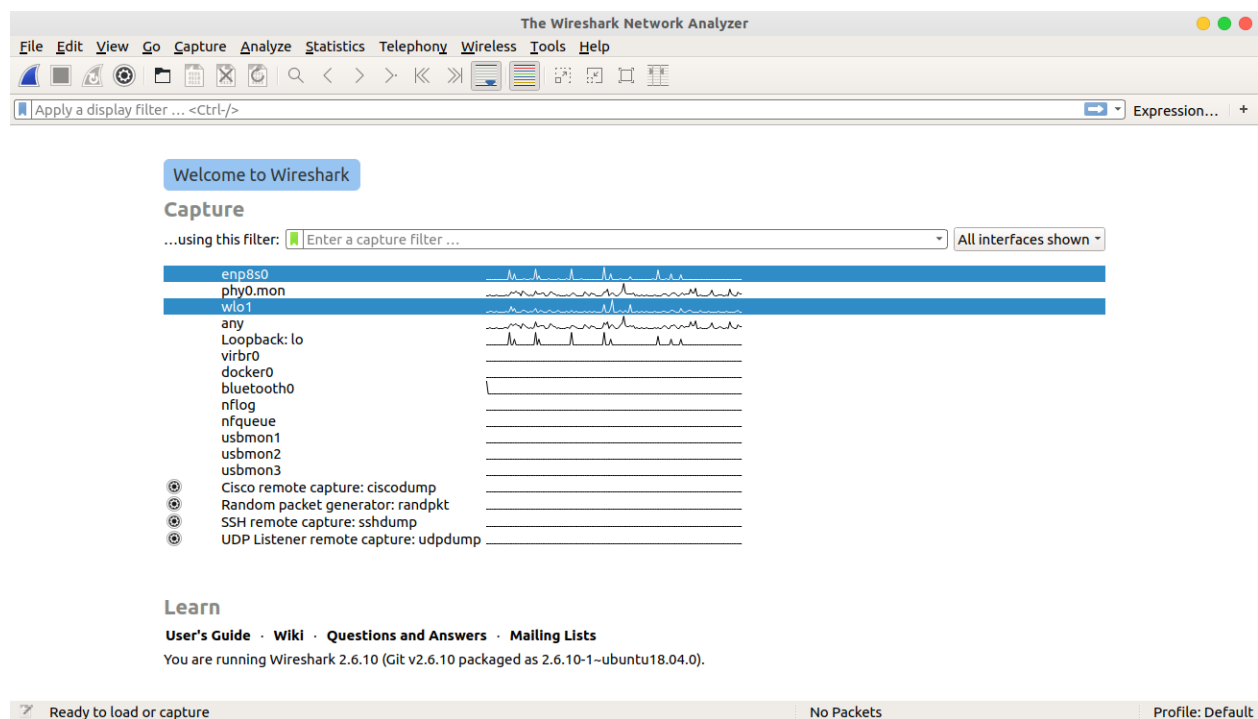 The Wireshark Network Analyzer
File Edit View Go Capture Analyze Statistics Telephony Wireless Tools Help
Apply a display filter … <Ctrl-/> Expression… +
Welcome to Wireshark
Capture
…using this filter: Enter a capture filter … All interfaces shown
enp8s0
phy0.mon
wlo1
any
Loopback: lo
virbr0
docker0
bluetooth0
nflog
nfqueue
usbmon1
usbmon2
usbmon3
Cisco remote capture: ciscodump
Random packet generator: randpkt
SSH remote capture: sshdump
UDP Listener remote capture: udpdump
Learn
User's Guide · Wiki · Questions and Answers · Mailing Lists
You are running Wireshark 2.6.10 (Git v2.6.10 packaged as 2.6.10-1~ubuntu18.04.0).
Ready to load or capture No Packets Profile: Default